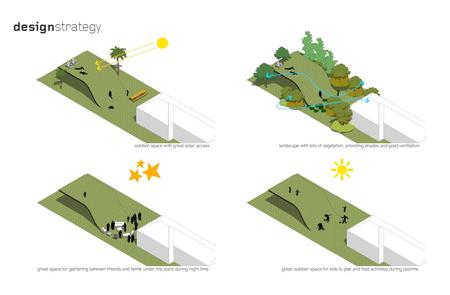 designstrategy
outdoor space with great solar access
landscape with lots of vegetation, providing shades and good ventilation
great space for gathering between friends and family under the stars during night time
great outdoor space for kids to play and hold activities during daytime